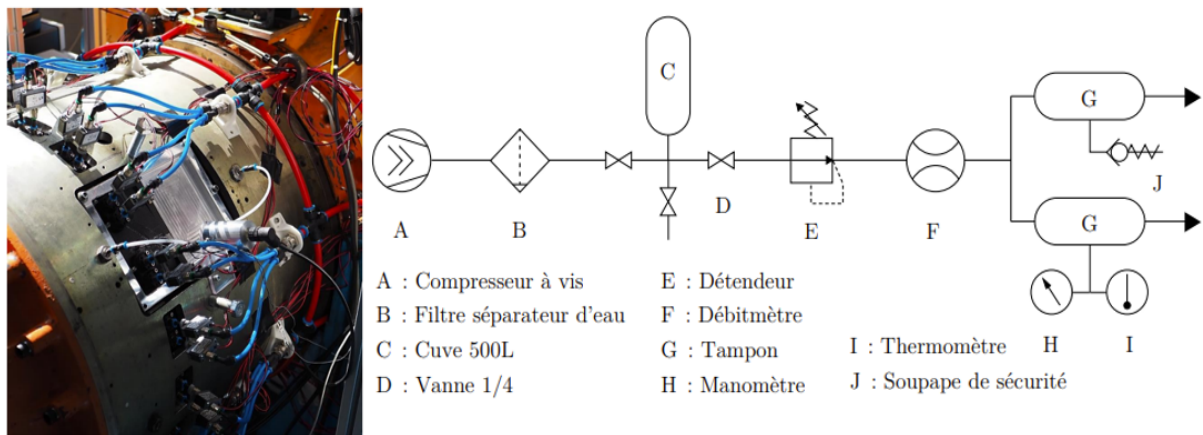 C
G
J
A
B
D
E
F
G
A : Compresseur à vis
B : Filtre séparateur d'eau
C : Cuve 500L
D : Vanne 1/4
E : Détendeur
F : Débitmètre
G : Tampon
H : Manomètre
H
I
I : Thermomètre
J : Soupape de sécurité